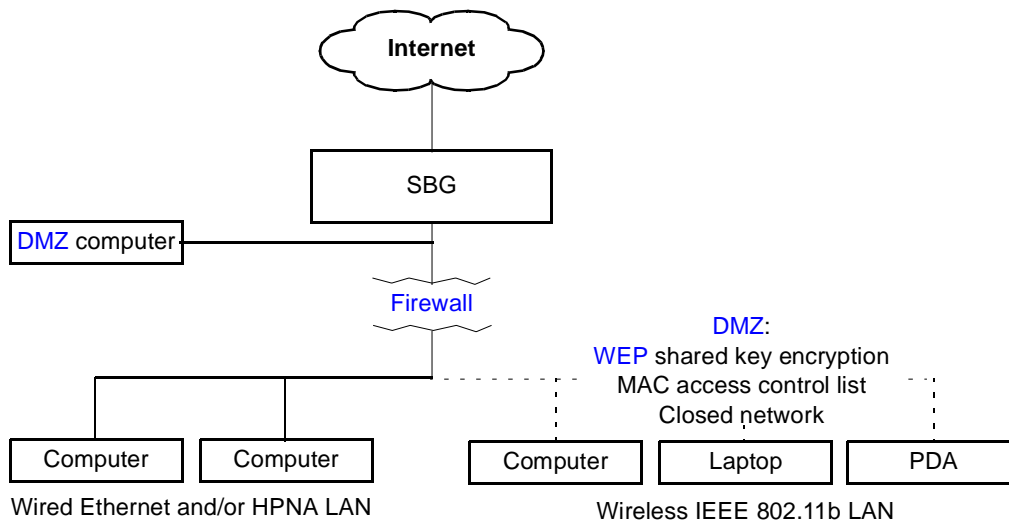 Internet
SBG
DMZ computer
Firewall
DMZ:
WEP shared key encryption
MAC access control list
Closed network
Computer
Computer
Computer
Laptop
PDA
Wired Ethernet and/or HPNA LAN
Wireless IEEE 802.11b LAN